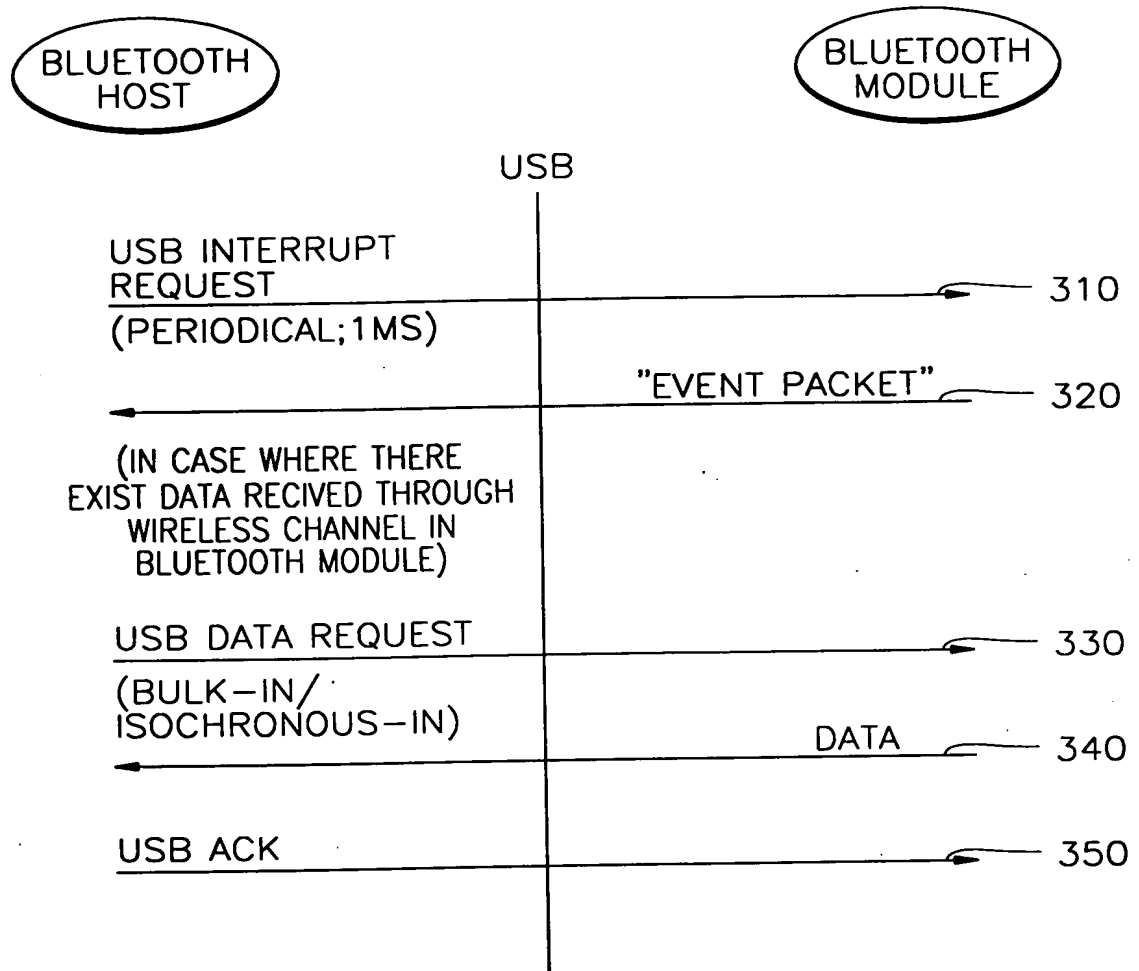 BLUETOOTH
HOST
BLUETOOTH
MODULE
USB
USB INTERRUPT
REQUEST
310
(PERIODICAL;1MS)
"EVENT PACKET"
320
(IN CASE WHERE THERE
EXIST DATA RECIVED THROUGH
WIRELESS CHANNEL IN
BLUETOOTH MODULE)
USB DATA REQUEST
330
(BULK-IN/
ISOCHRONOUS-IN)
DATA
340
USB ACK
350